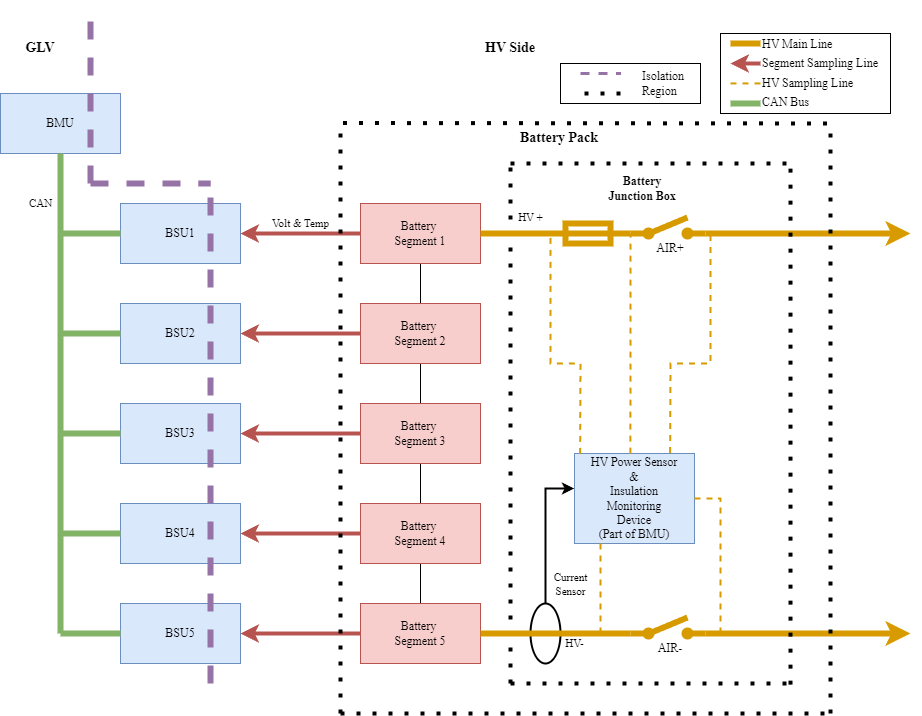 GLV
HV Side
HV Main Line
Segment Sampling Line
HV Sampling Line
CAN Bus
Isolation
Region
BMU
Battery Pack
Battery
Junction Box
CAN
BSU1
Volt & Temp
Battery
Segment 1
HV +
AIR+
BSU2
Battery
Segment 2
BSU3
Battery
Segment 3
HV Power Sensor
&
Insulation
Monitoring
Device
(Part of BMU)
BSU4
Battery
Segment 4
Current
Sensor
BSU5
Battery
Segment 5
HV-
AIR-